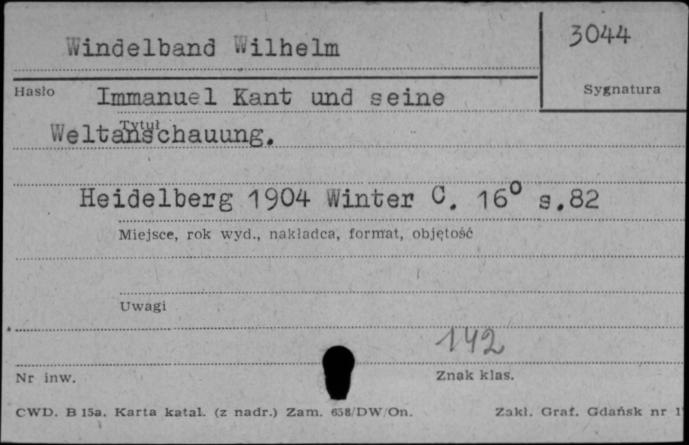 Windelband Wilhelm
3044
Hasło
Sygnatura
Immanuel Kant und seine
Tytuł
Weltanschauung.
Heidelberg 1904 Winter C. 16° s.82
Miejsce, rok wyd., nakładca, format, objętość
Uwagi
142
Nr inw.
Znak klas.
CWD. B 15a. Karta katal. (z nadr.) Zam. 658/DW/On.
Zakł. Graf. Gdańsk nr